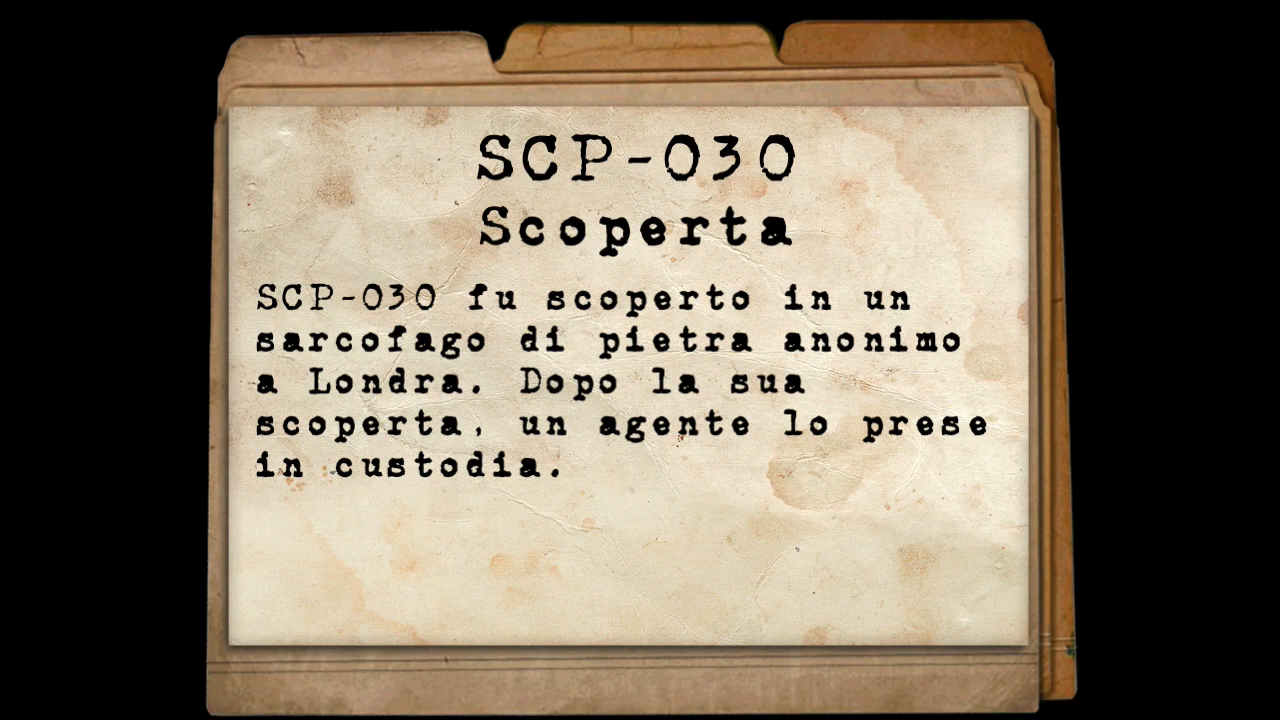 SCP-030
Scoperta
SCP-030 fu scoperto in un
sarcofago di pietra anonimo
a Londra. Dopo la sua
scoperta, un agente lo prese
in custodia.